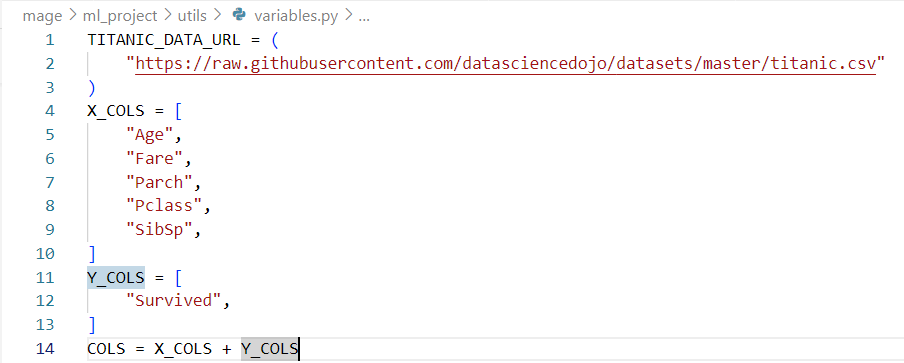 mage > ml_project > utils > variables.py > ...
1 TITANIC_DATA_URL = (
2     "https://raw.githubusercontent.com/datasciencedojo/datasets/master/titanic.csv"
3 )
4 X_COLS = [
5     "Age",
6     "Fare",
7     "Parch",
8     "Pclass",
9     "SibSp",
10 ]
11 Y_COLS = [
12     "Survived",
13 ]
14 COLS = X_COLS + Y_COLS